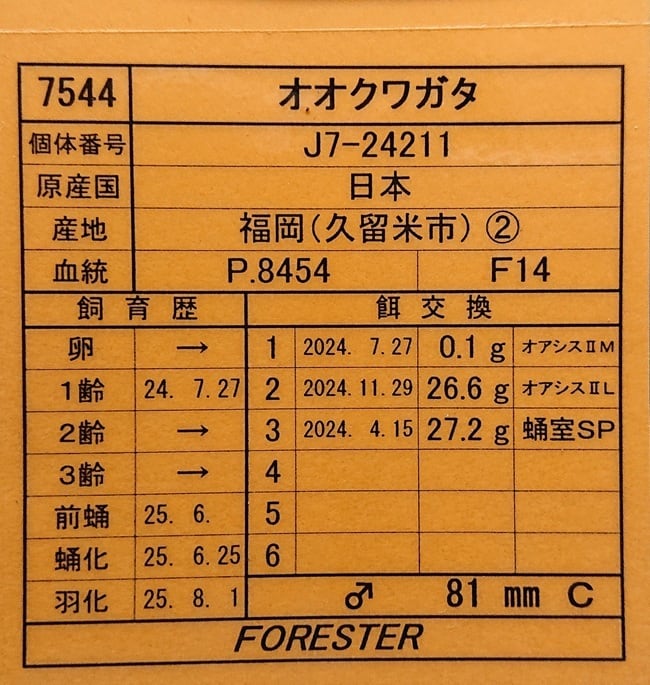 7544 オオクワガタ
個体番号 J7-24211
原産国 日本
産地 福岡(久留米市) ②
血統 P.8454 F14
飼育歴 餌交換
卵 → 1 2024. 7.27 0.1 g オアシスⅡM
1齢 24. 7.27 2 2024.11.29 26.6 g オアシスⅡL
2齢 → 3 2024. 4.15 27.2 g 蛹室SP
3齢 → 4
前蛹 25. 6. 5
蛹化 25. 6.25 6
羽化 25. 8. 1 ♂ 81 mm C
FORESTER